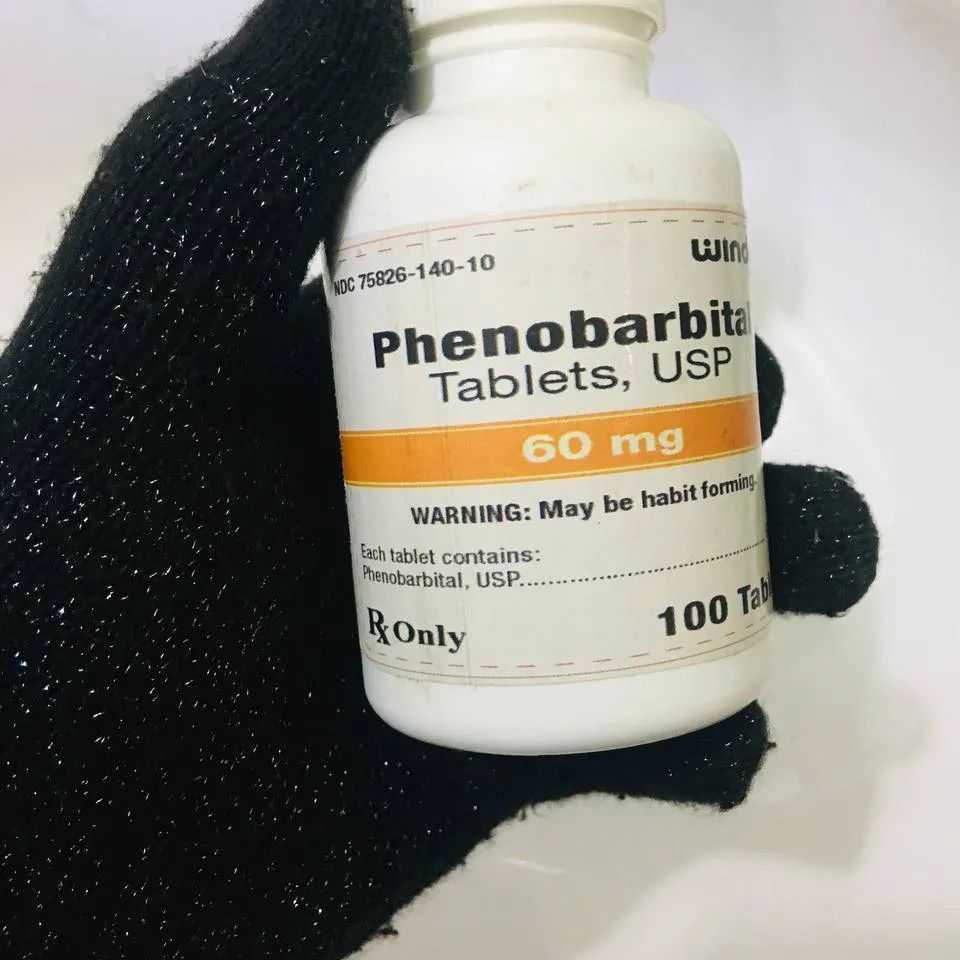 NDC 75826-140-10
Phenobarbital
Tablets, USP
60 mg
WARNING: May be habit forming.
Each tablet contains:
Phenobarbital, USP..............................
Rx Only
100